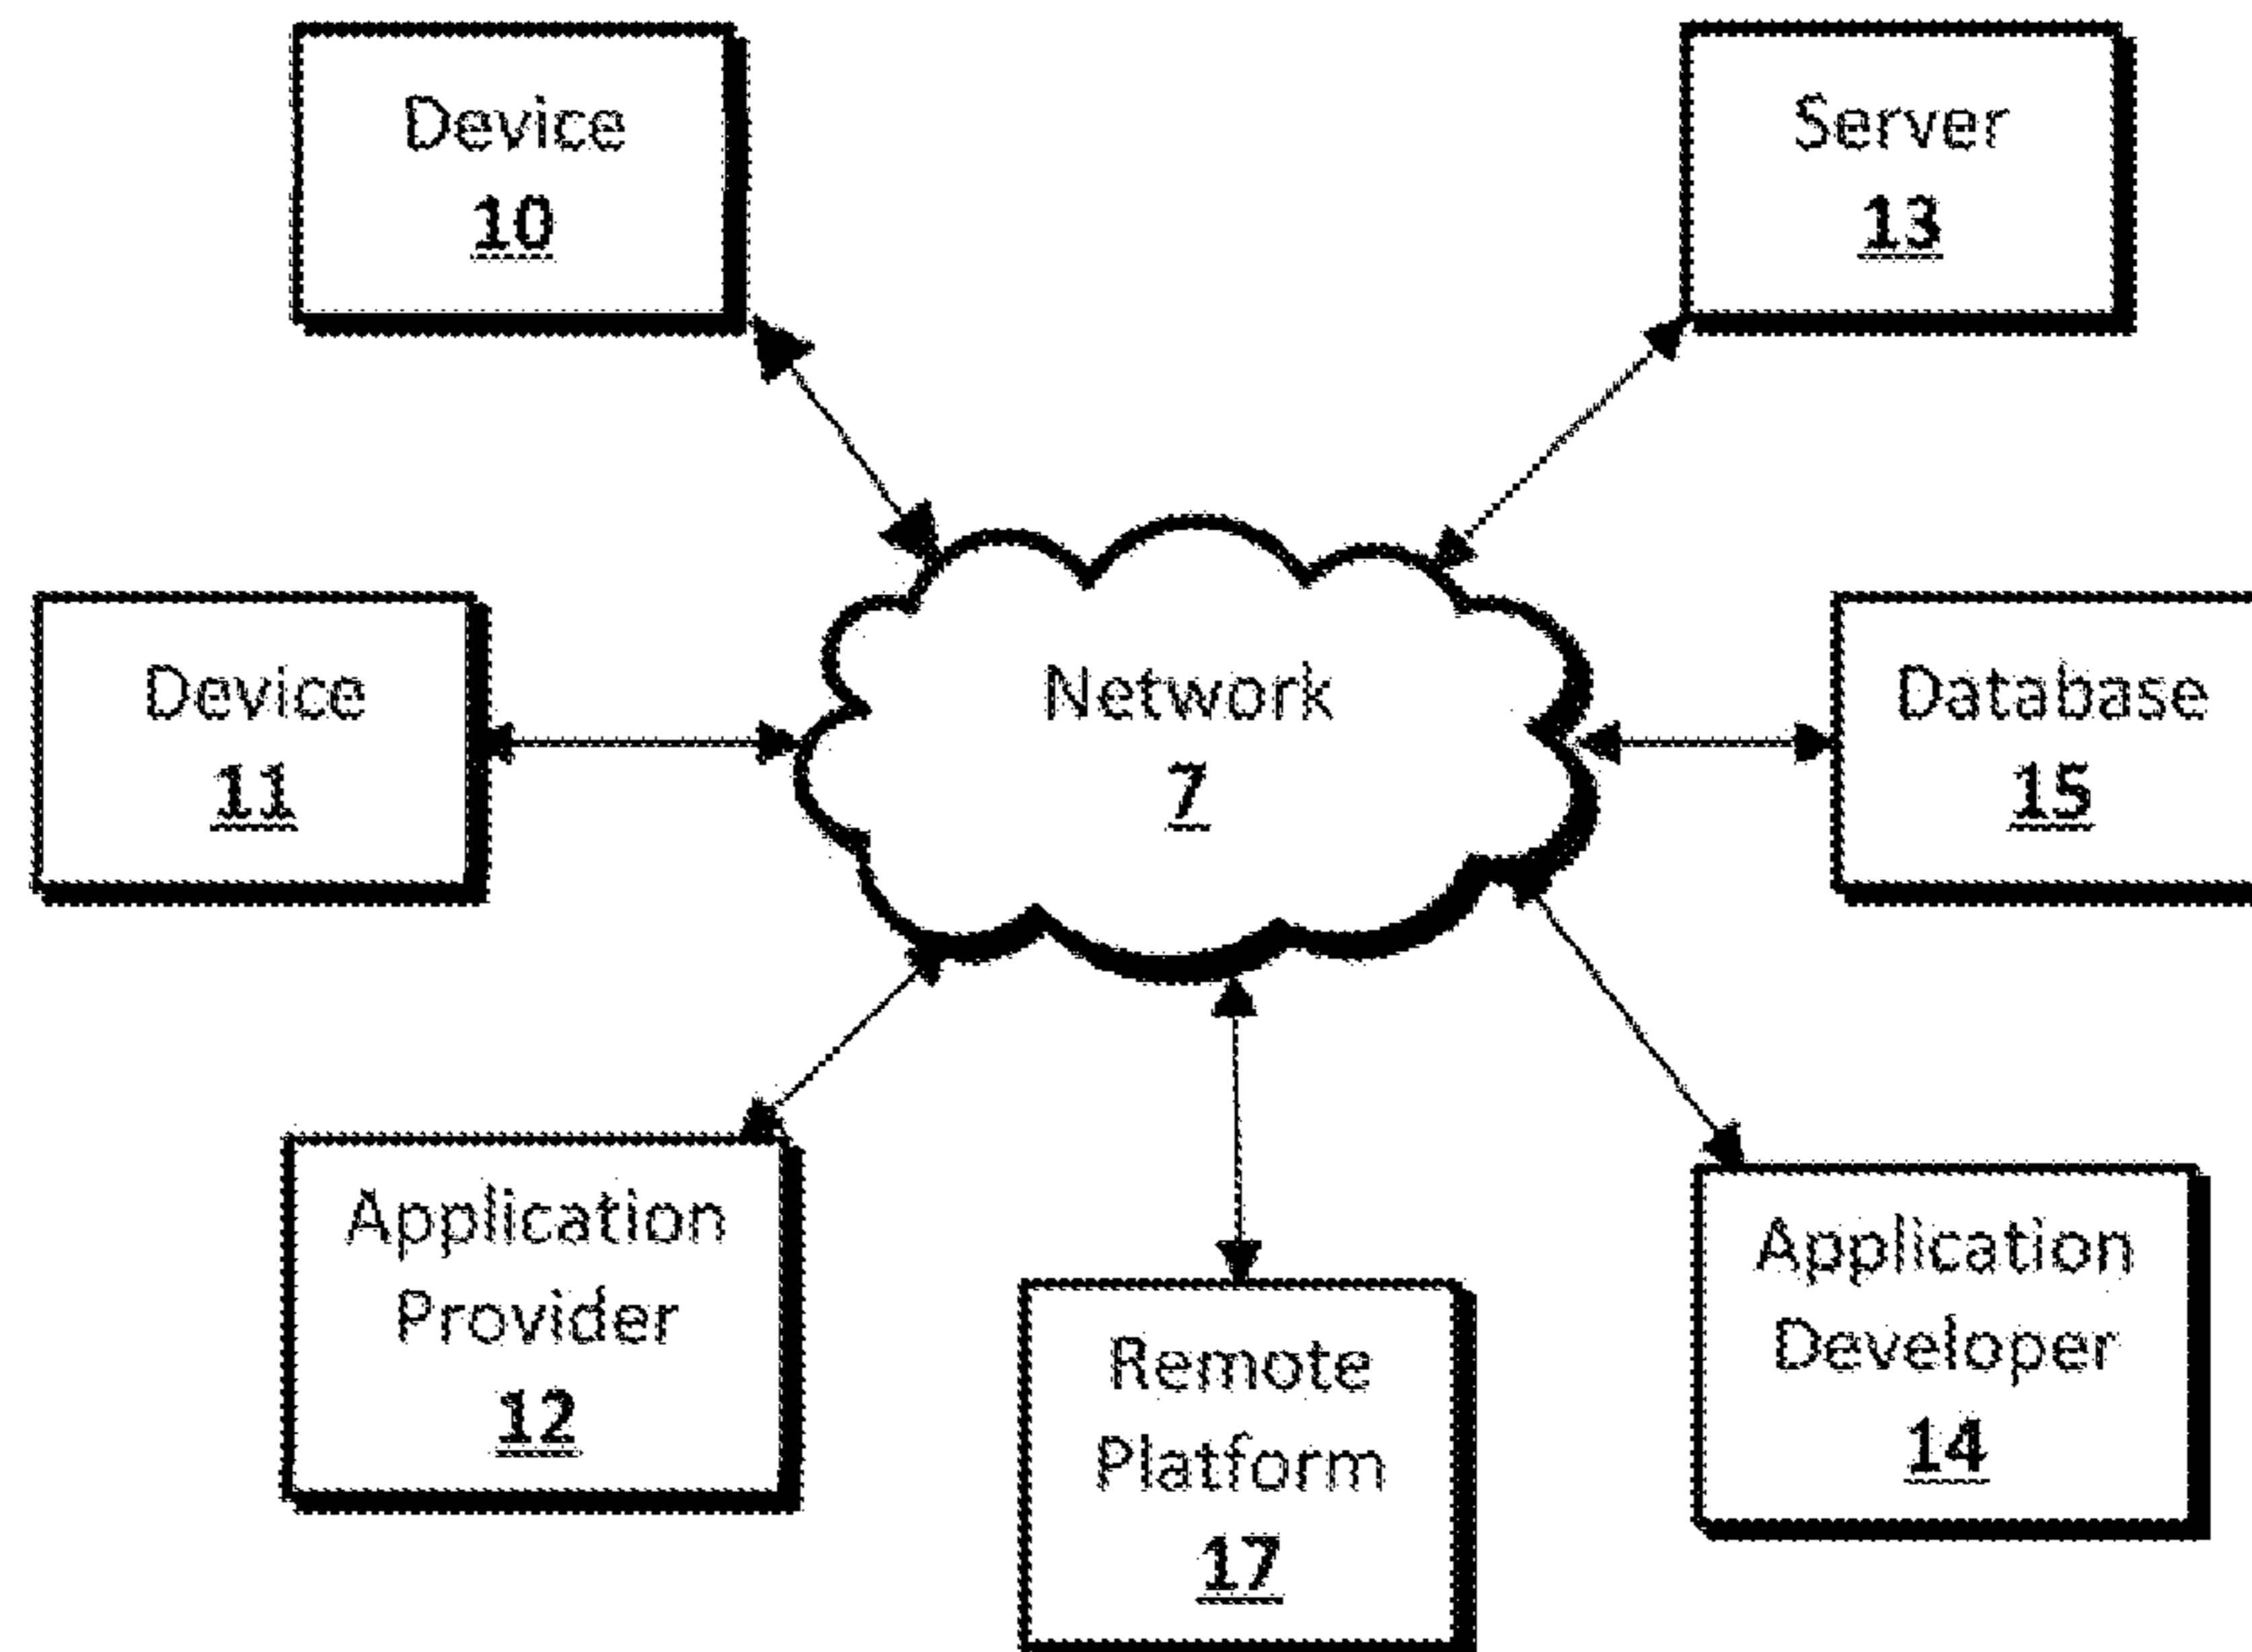 Device
10
Server
13
Device
11
Network
7
Database
15
Application
Provider
12
Remote
Platform
17
Application
Developer
14